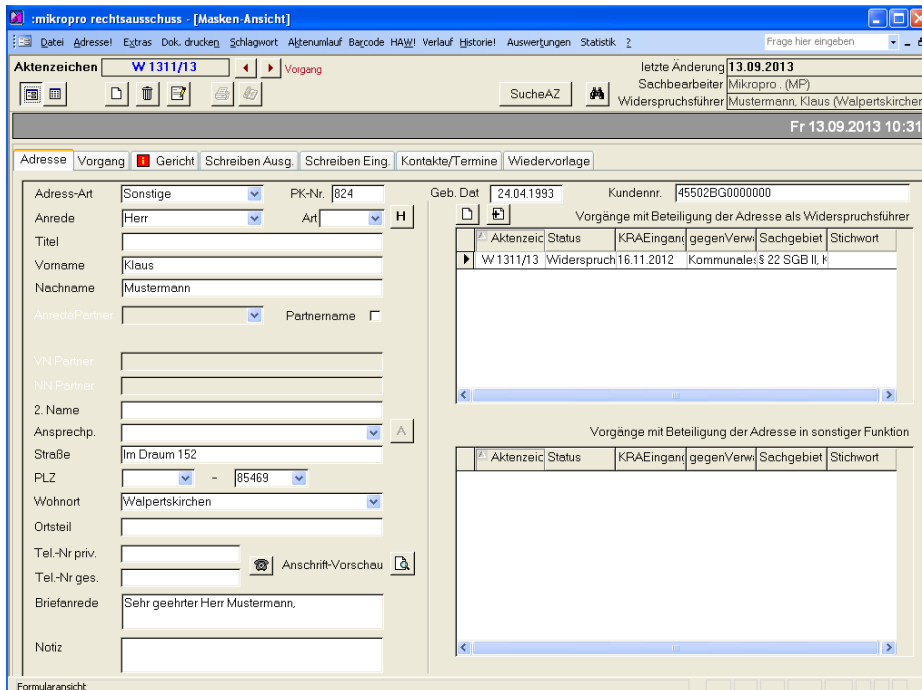 :mikropro rechtsausschuss - [Masken-Ansicht]
Datei Adresse! Extras Dok. drucken Schlagwort Aktenumlauf Barcode HAW! Verlauf Historie! Auswertungen Statistik ? Frage hier eingeben
Aktenzeichen W 1311/13 Vorgang letzte Änderung 13.09.2013
Sachbearbeiter Mikropro . (MP)
SucheAZ Widerspruchsführer Mustermann, Klaus (Walpertskircher
Fr 13.09.2013 10:31
Adresse Vorgang Gericht Schreiben Ausg. Schreiben Eing. Kontakte/Termine Wiedervorlage
Adress-Art Sonstige PK-Nr. 824 Geb. Dat 24.04.1993 Kundennr. 45502BG0000000
Anrede Herr Art H Vorgänge mit Beteiligung der Adresse als Widerspruchsführer
Titel Aktenzeic Status KRAEingang gegenVerw Sachgebiet Stichwort
Vorname Klaus W 1311/13 Widerspruch 16.11.2012 Kommunales § 22 SGB II, K
Nachname Mustermann
AnredePartner Partnername
VN Partner
NN Partner
2. Name
Ansprechp. A Vorgänge mit Beteiligung der Adresse in sonstiger Funktion
Straße Im Draum 152 Aktenzeic Status KRAEingang gegenVerw Sachgebiet Stichwort
PLZ - 85469
Wohnort Walpertskirchen
Ortsteil
Tel.-Nr priv.
Anschrift-Vorschau
Tel.-Nr ges.
Briefanrede Sehr geehrter Herr Mustermann,
Notiz
Formularansicht